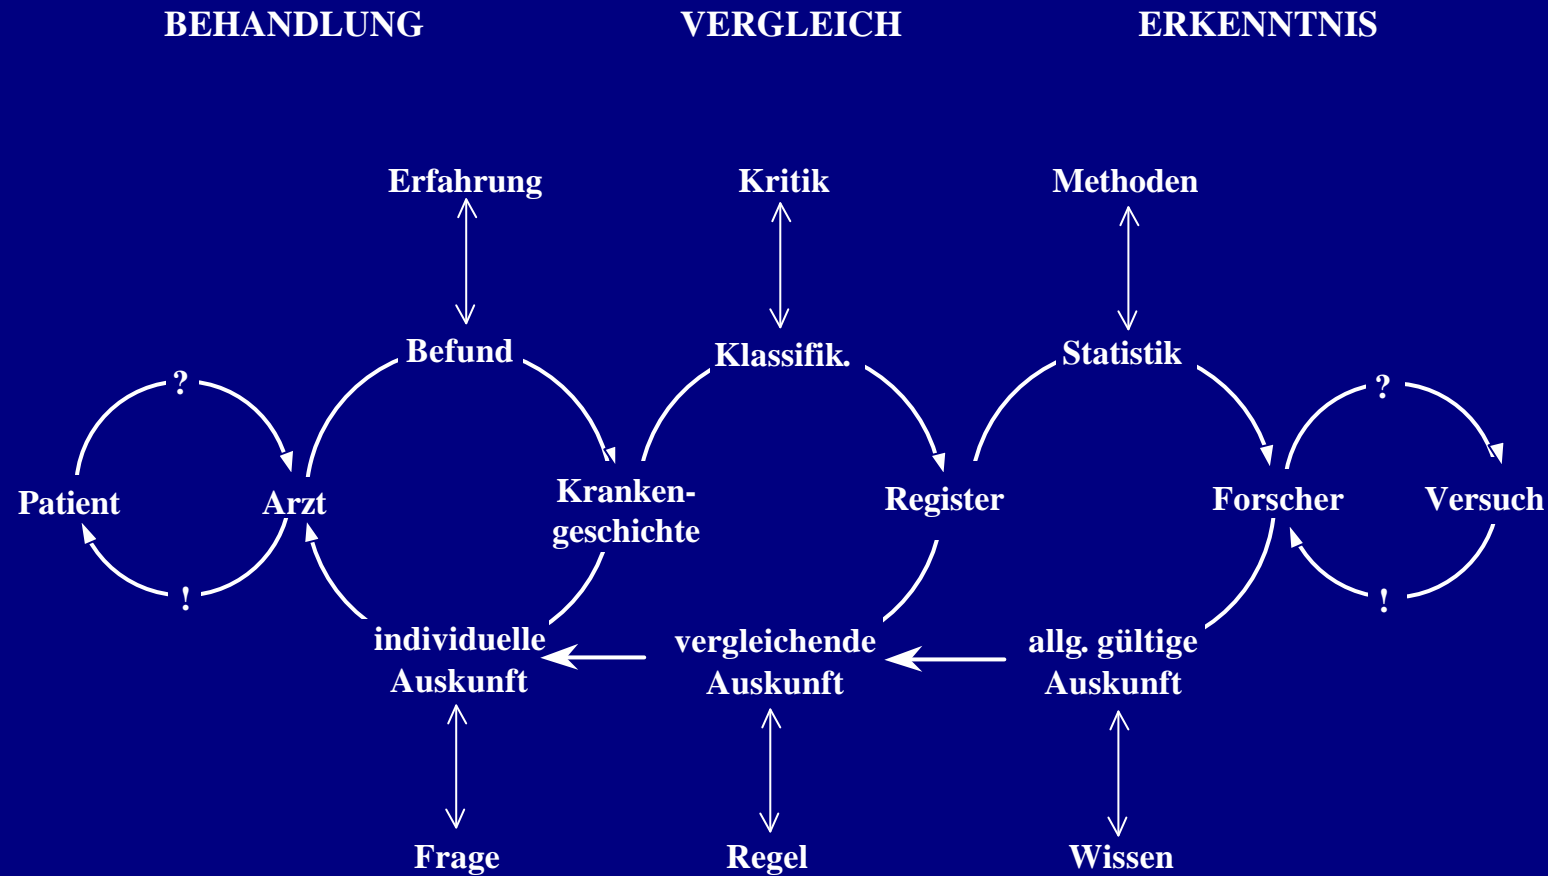 BEHANDLUNG VERGLEICH ERKENNTNIS
Erfahrung Kritik Methoden
Befund Klassifik. Statistik
? ?
Patient Arzt Kranken-
geschichte Register Forscher Versuch
! !
individuelle
Auskunft
vergleichende
Auskunft
allg. gültige
Auskunft
Frage Regel Wissen